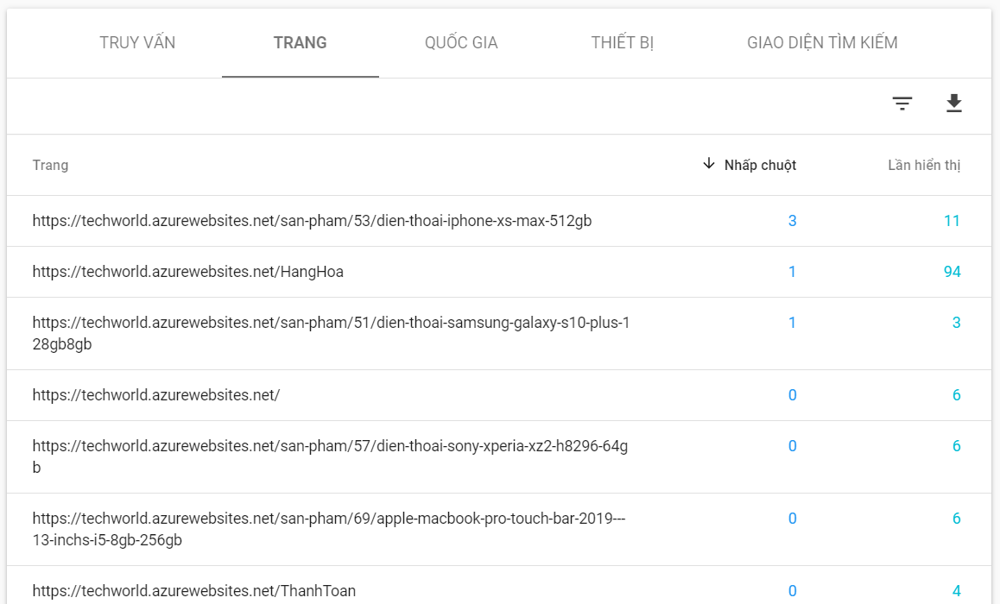 TRUY VẤN TRANG QUỐC GIA THIẾT BỊ GIAO DIỆN TÌM KIẾM
Trang Nhấp chuột Lần hiển thị
https://techworld.azurewebsites.net/san-pham/53/dien-thoai-iphone-xs-max-512gb 3 11
https://techworld.azurewebsites.net/HangHoa 1 94
https://techworld.azurewebsites.net/san-pham/51/dien-thoai-samsung-galaxy-s10-plus-1 1 3
28gb8gb
https://techworld.azurewebsites.net/ 0 6
https://techworld.azurewebsites.net/san-pham/57/dien-thoai-sony-xperia-xz2-h8296-64g 0 6
b
https://techworld.azurewebsites.net/san-pham/69/apple-macbook-pro-touch-bar-2019--- 0 6
13-inchs-i5-8gb-256gb
https://techworld.azurewebsites.net/ThanhToan 0 4